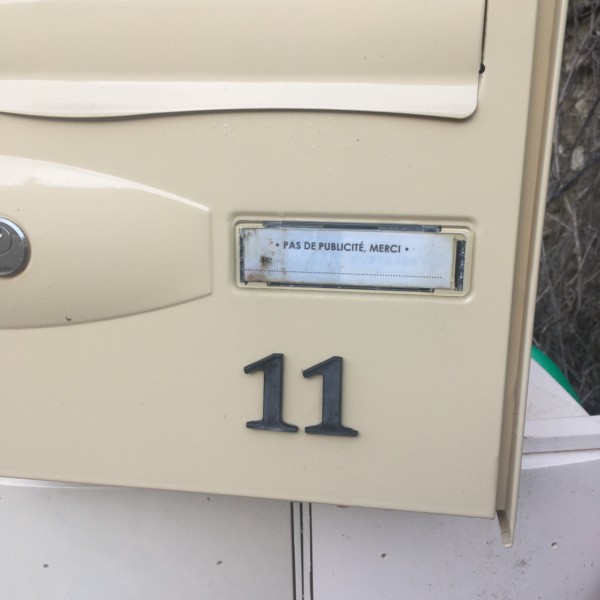 • PAS DE PUBLICITÉ, MERCI •
11